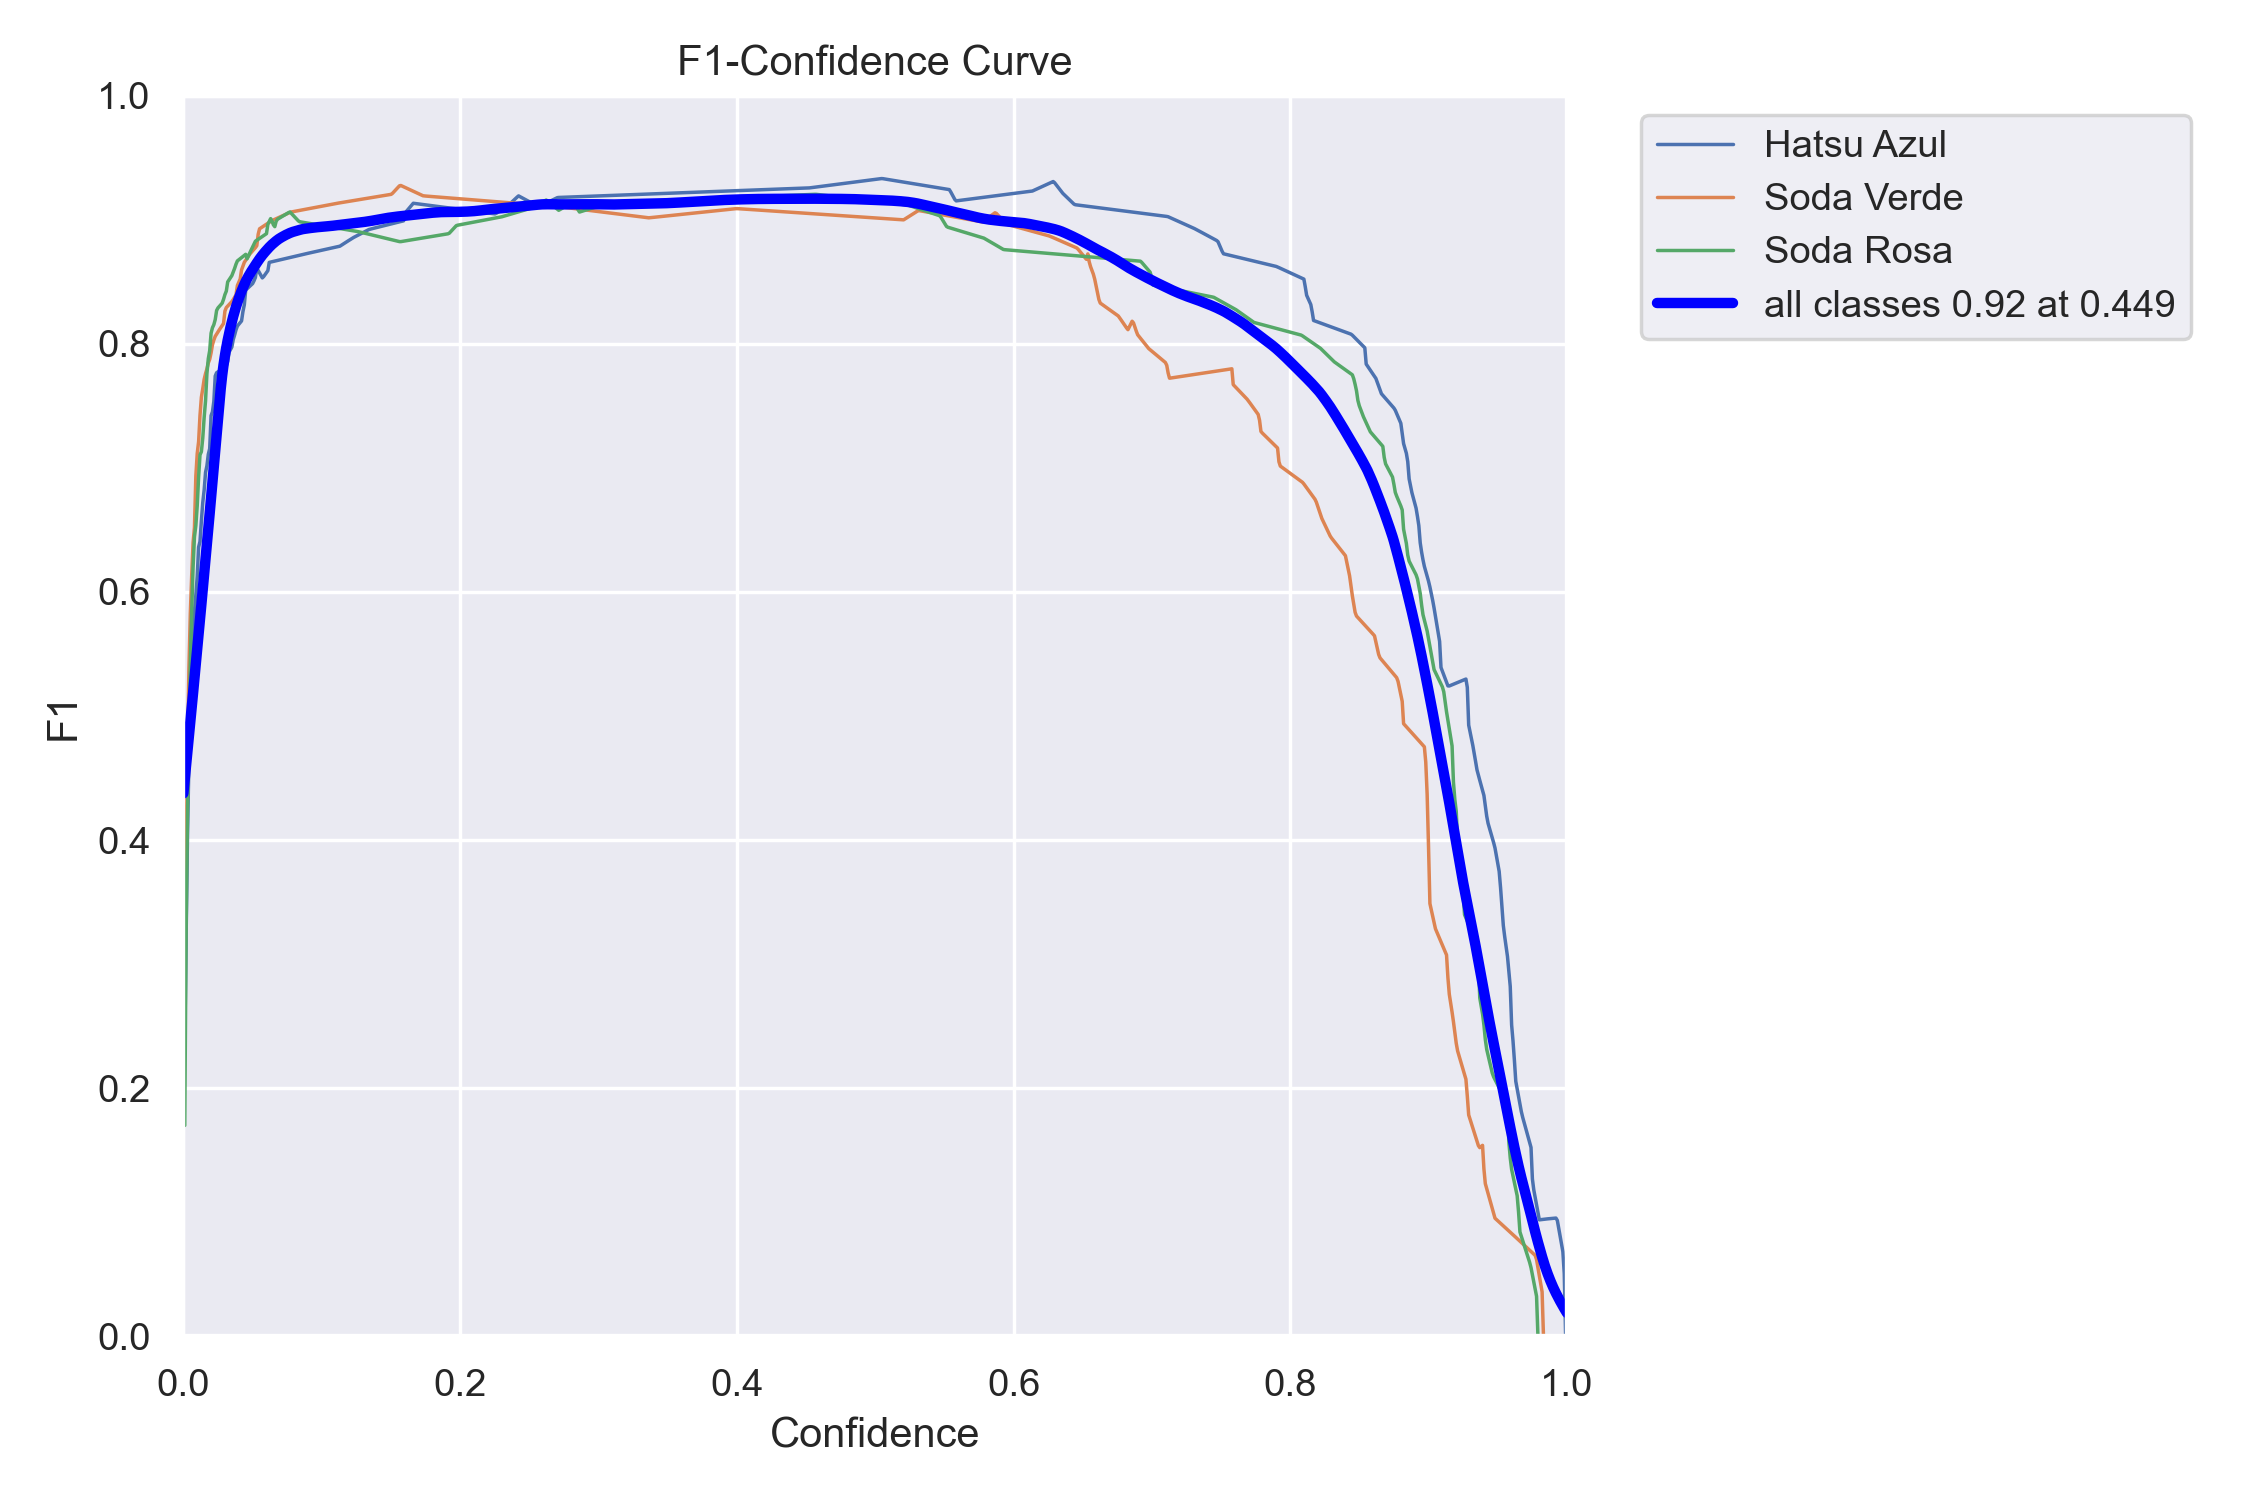 F1-Confidence Curve
1.0
0.8
0.6
0.4
0.2
0.0
F1
0.0 0.2 0.4 0.6 0.8 1.0
Confidence
Hatsu Azul
Soda Verde
Soda Rosa
all classes 0.92 at 0.449